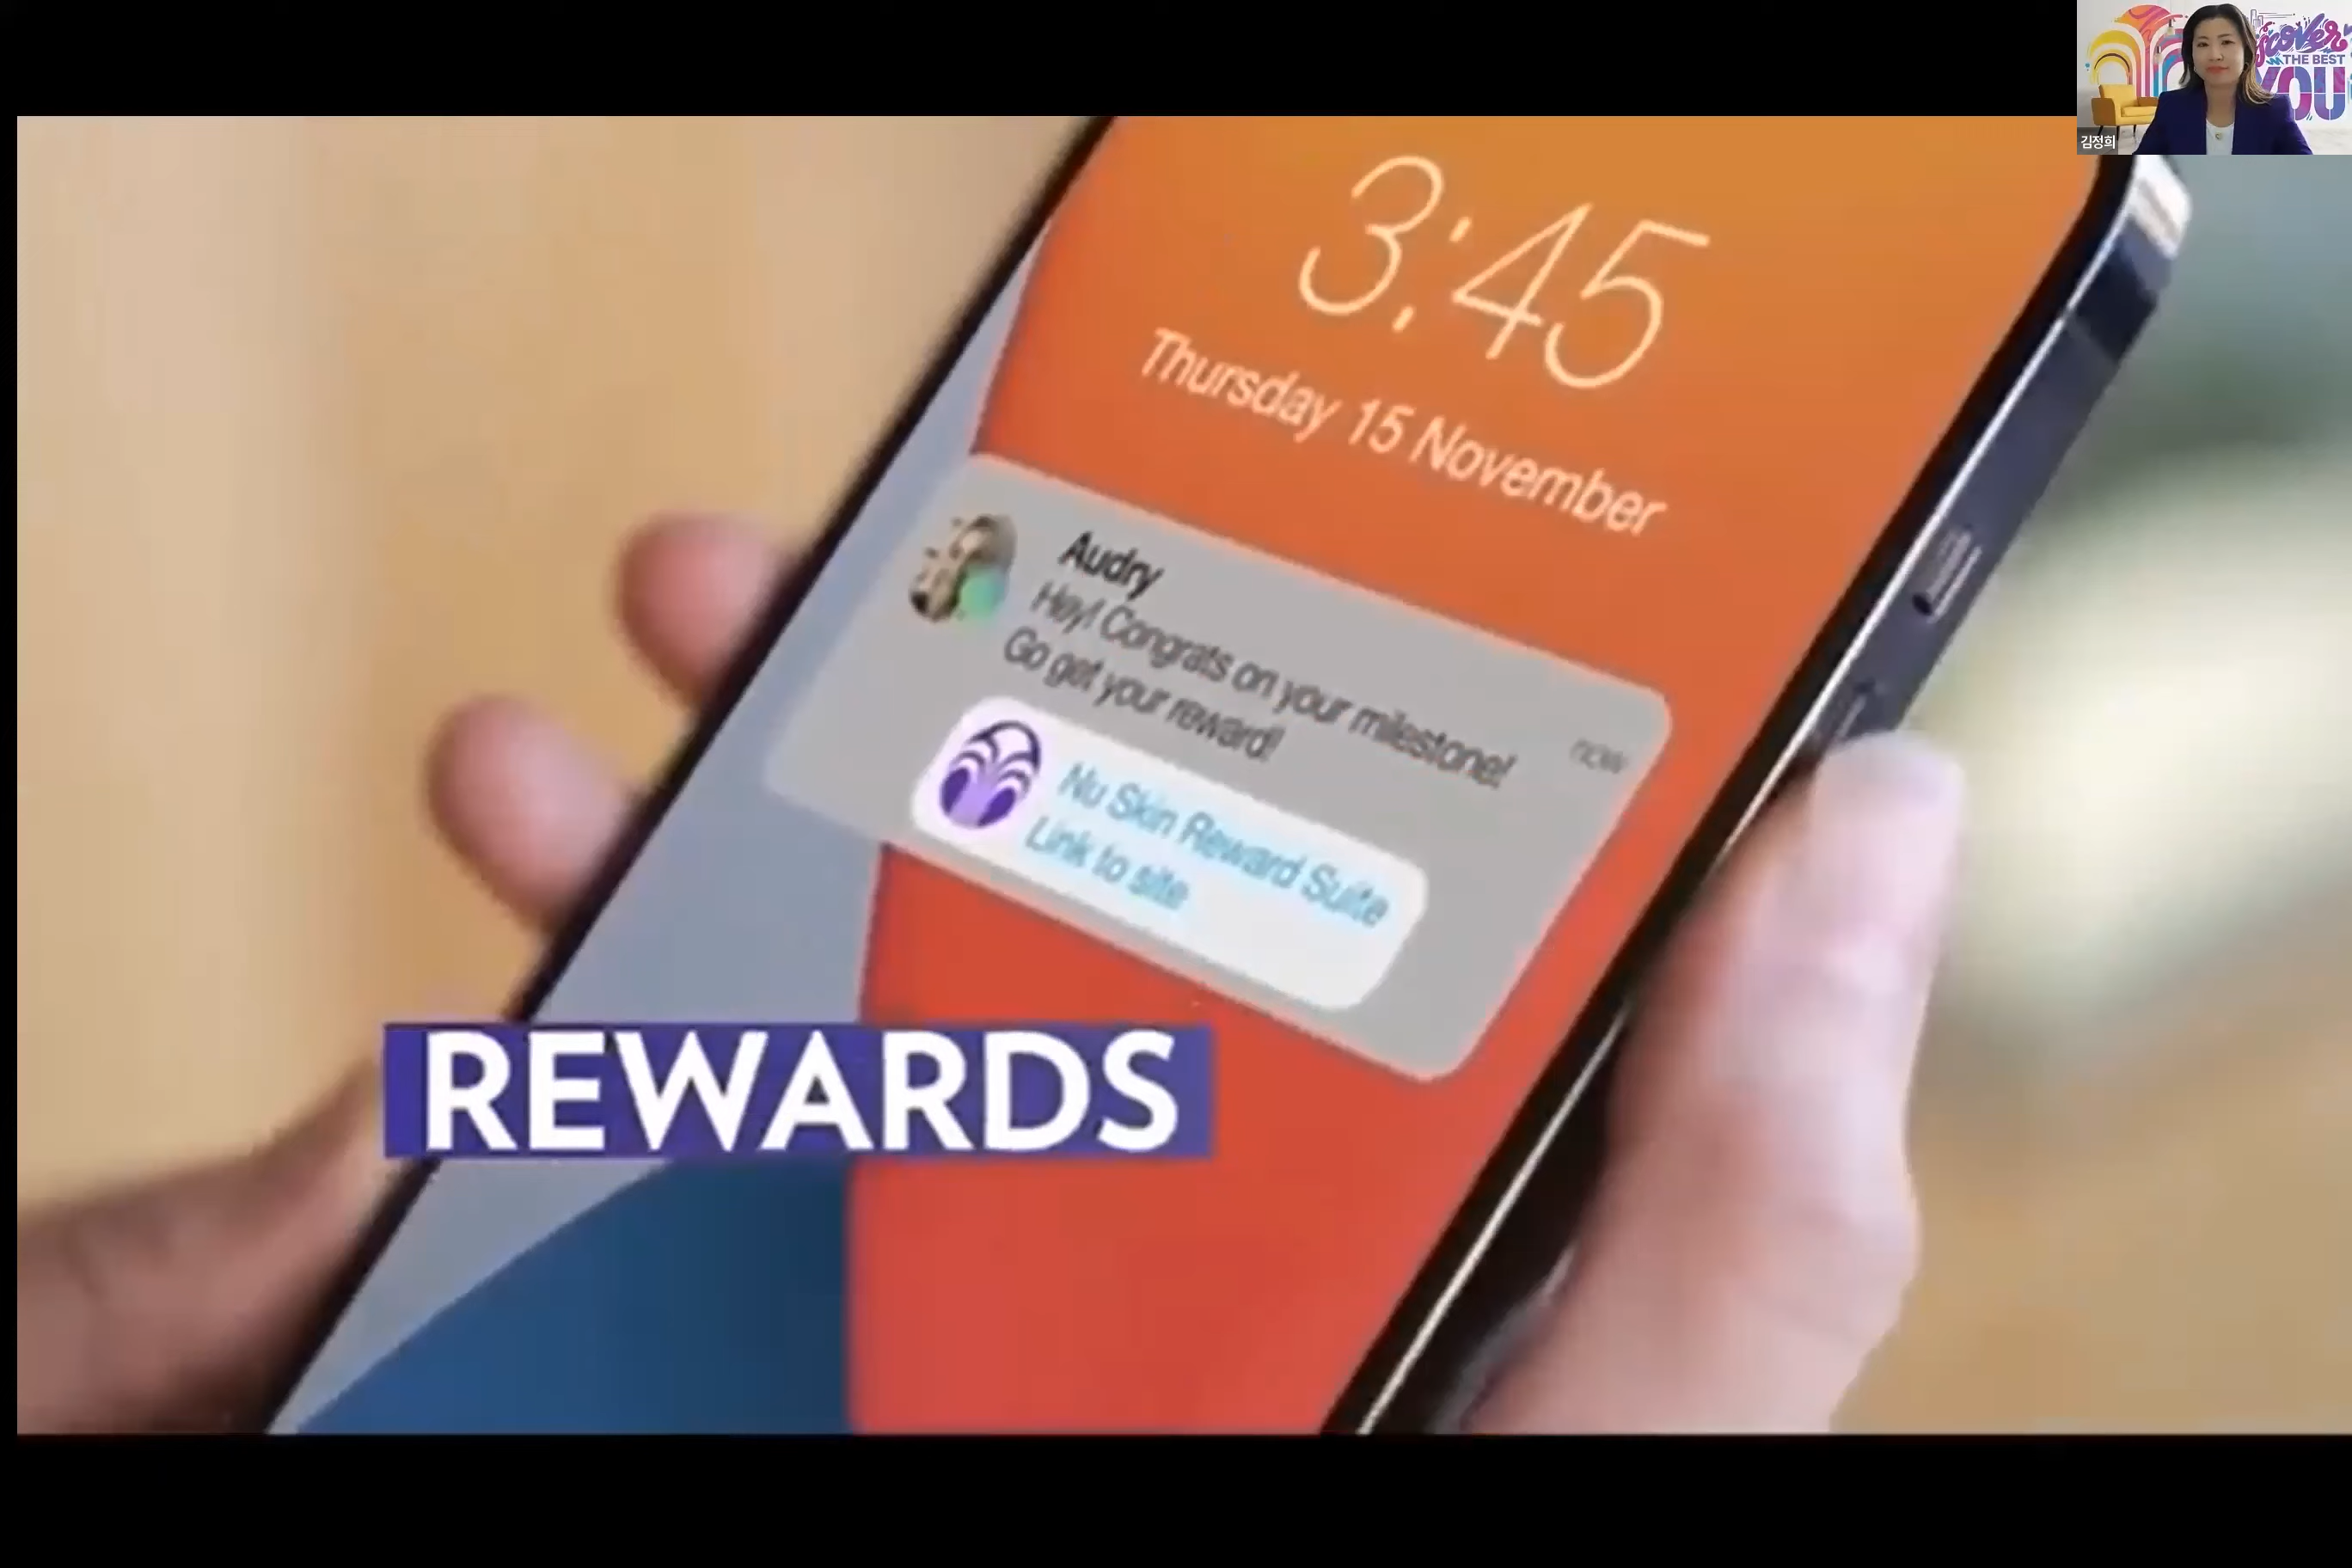 3:45
Thursday 15 November
Audry
Hey! Congrats on your milestone!
Go get your reward!
now
Nu Skin Reward Suite
Link to site
REWARDS
THE BEST
YOU
김정희